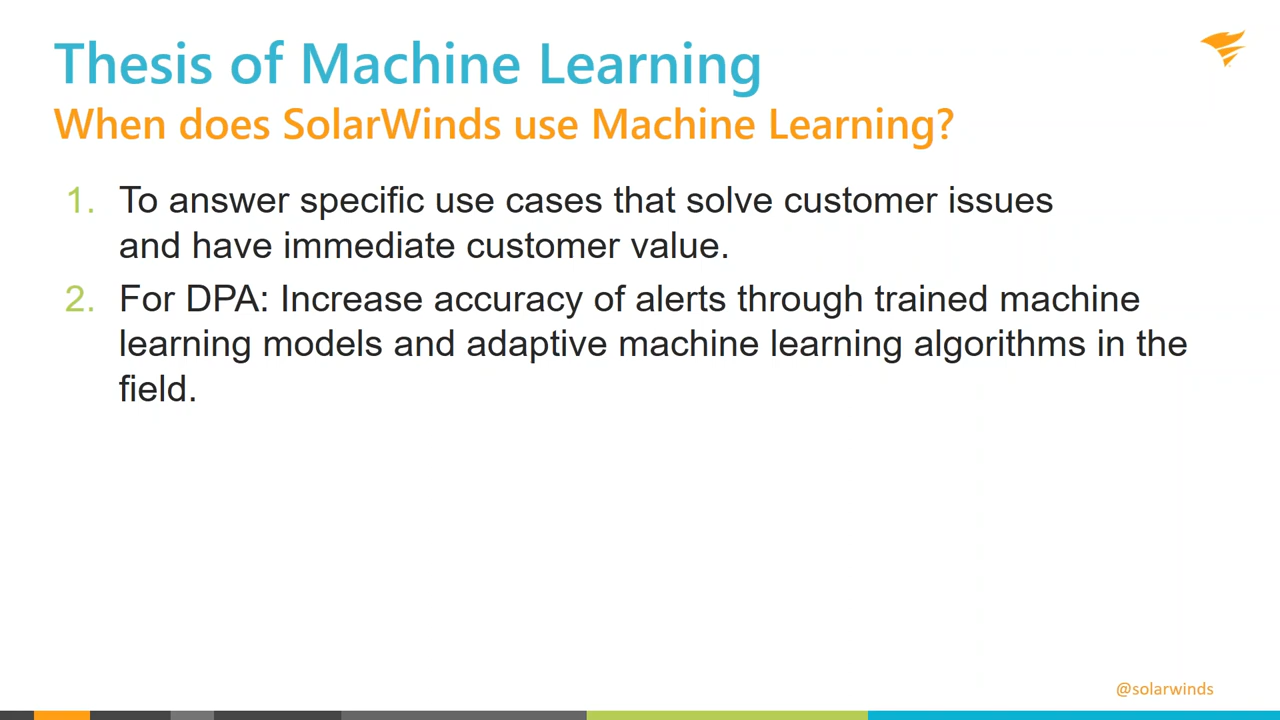 Thesis of Machine Learning
When does SolarWinds use Machine Learning?
1. To answer specific use cases that solve customer issues
and have immediate customer value.
2. For DPA: Increase accuracy of alerts through trained machine
learning models and adaptive machine learning algorithms in the
field.
@solarwinds